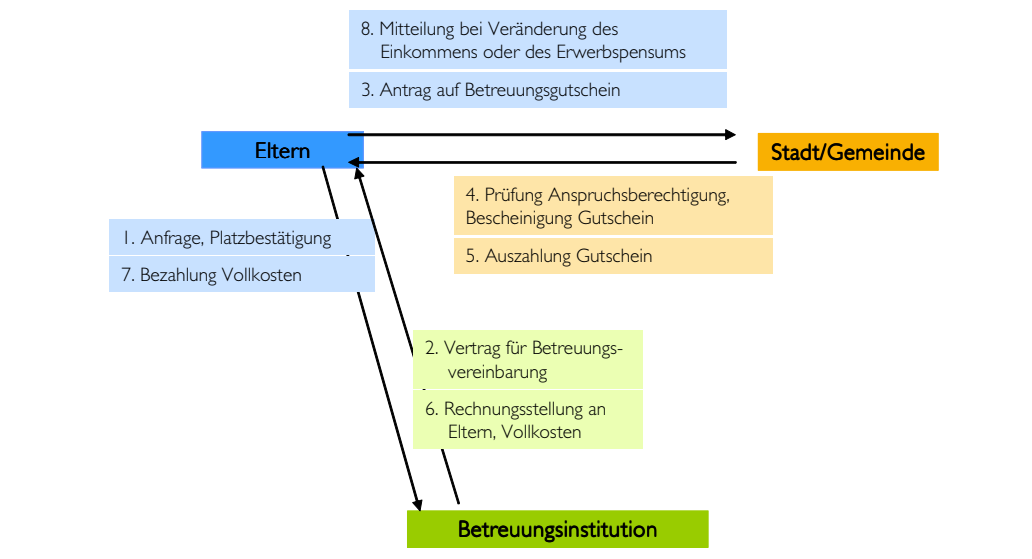 8. Mitteilung bei Veränderung des
Einkommens oder des Erwerbspensums
3. Antrag auf Betreuungsgutschein
Eltern
Stadt/Gemeinde
4. Prüfung Anspruchsberechtigung,
Bescheinigung Gutschein
5. Auszahlung Gutschein
1. Anfrage, Platzbestätigung
7. Bezahlung Vollkosten
2. Vertrag für Betreuungs-
vereinbarung
6. Rechnungsstellung an
Eltern, Vollkosten
Betreuungsinstitution